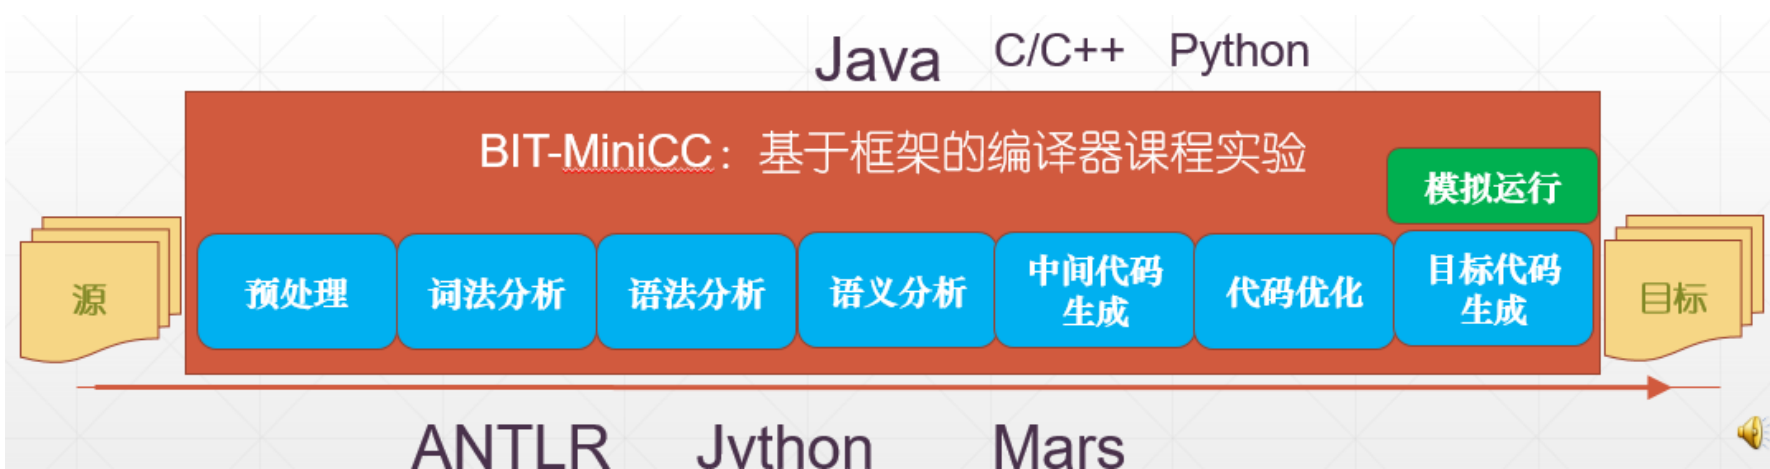 Java C/C++ Python
BIT-MiniCC：基于框架的编译器课程实验
模拟运行
源
预处理
词法分析
语法分析
语义分析
中间代码
生成
代码优化
目标代码
生成
目标
ANTLR Jython Mars